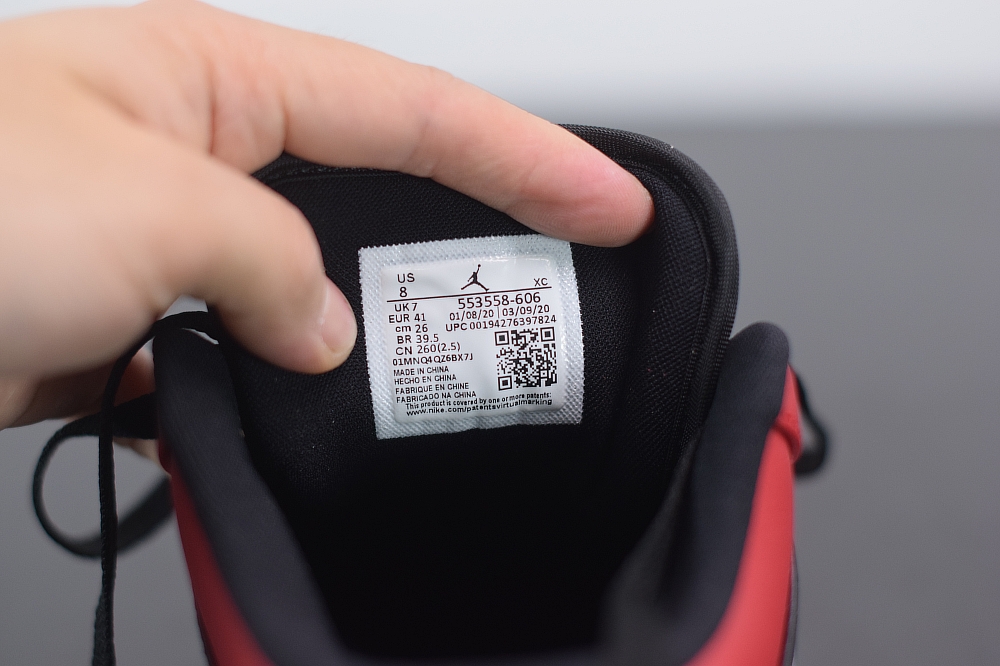 US
8
XC
UK 7
553558-606
EUR 41
01/08/20 | 03/09/20
cm 26
UPC 00194276397824
BR 39.5
CN 260(2.5)
01MNQ4QZ6BX7J
MADE IN CHINA
HECHO EN CHINA
FABRIQUE EN CHINE
FABRICADO NA CHINA
This product is covered by one or more patents:
www.nike.com/patentsvirtualmarking